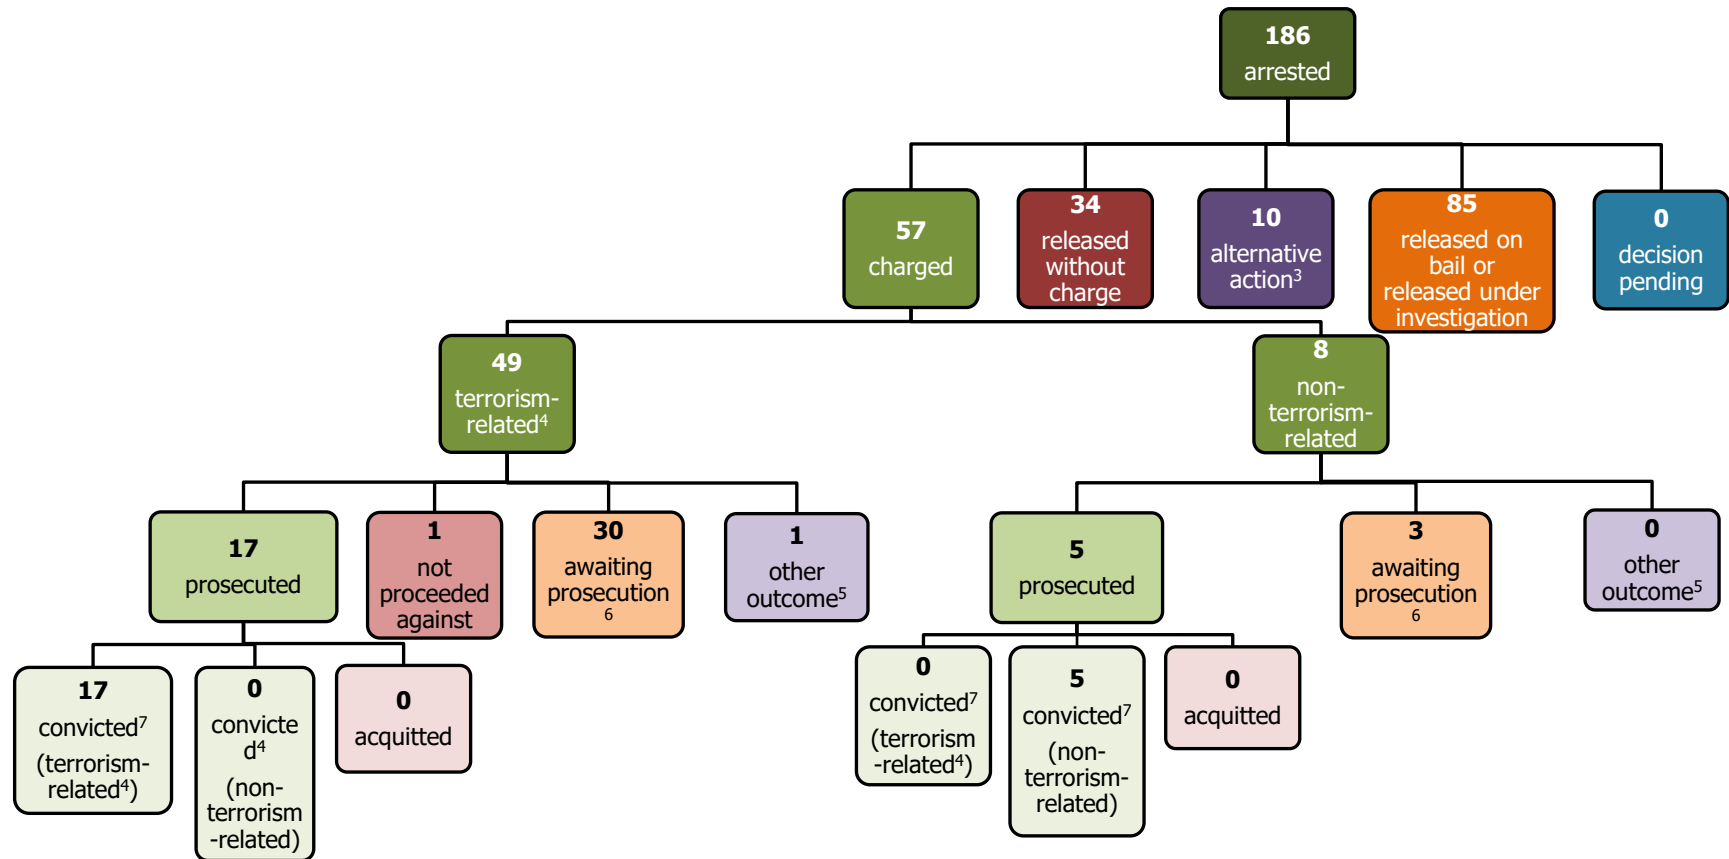 186
arrested
57
charged
34
released
without
charge
10
alternative
action³
85
released on
bail or
released under
investigation
0
decision
pending
49
terrorism-
related⁴
8
non-
terrorism-
related
17
prosecuted
1
not
proceeded
against
30
awaiting
prosecution
6
1
other
outcome⁵
5
prosecuted
3
awaiting
prosecution
6
0
other
outcome⁵
17
convicted⁷
(terrorism-
related⁴)
0
convicte
d⁴
(non-
terrorism
-related)
0
acquitted
0
convicted⁷
(terrorism
-related⁴)
5
convicted⁷
(non-
terrorism-
related)
0
acquitted